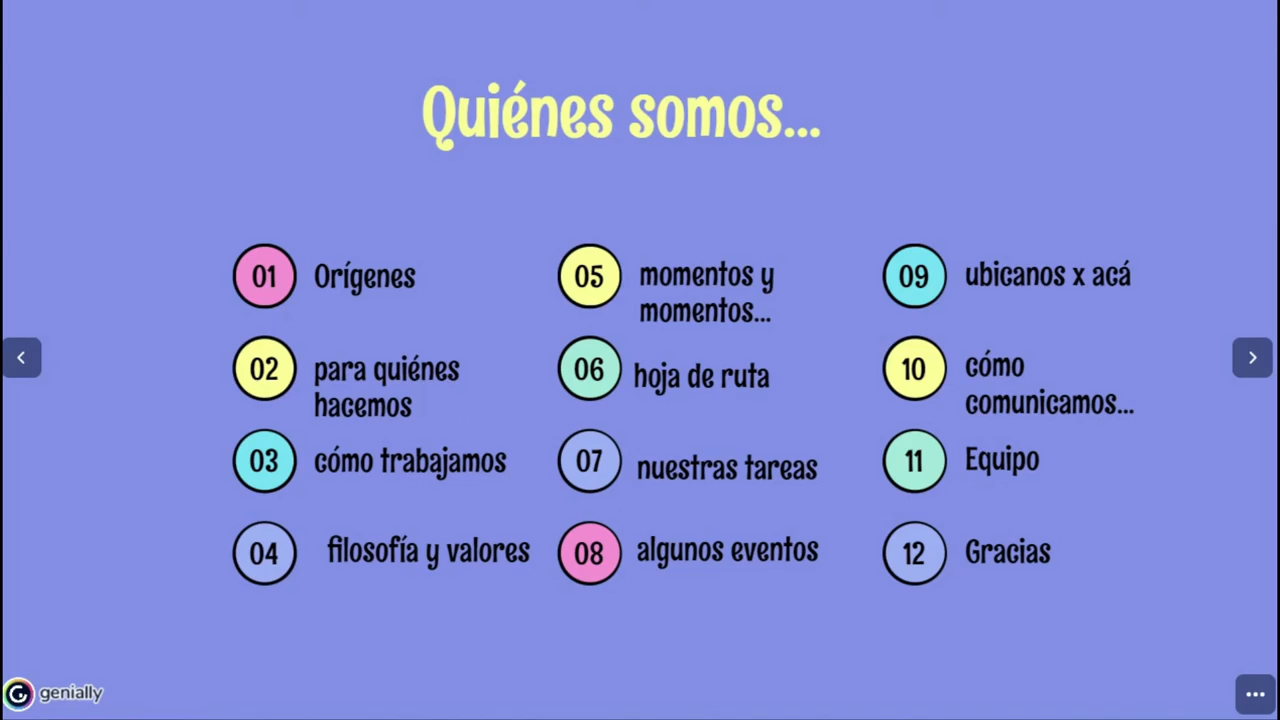 Quiénes somos...
01 Orígenes
02 para quiénes
hacemos
03 cómo trabajamos
04 filosofía y valores
05 momentos y
momentos...
06 hoja de ruta
07 nuestras tareas
08 algunos eventos
09 ubicanos x acá
10 cómo
comunicamos...
11 Equipo
12 Gracias
genially